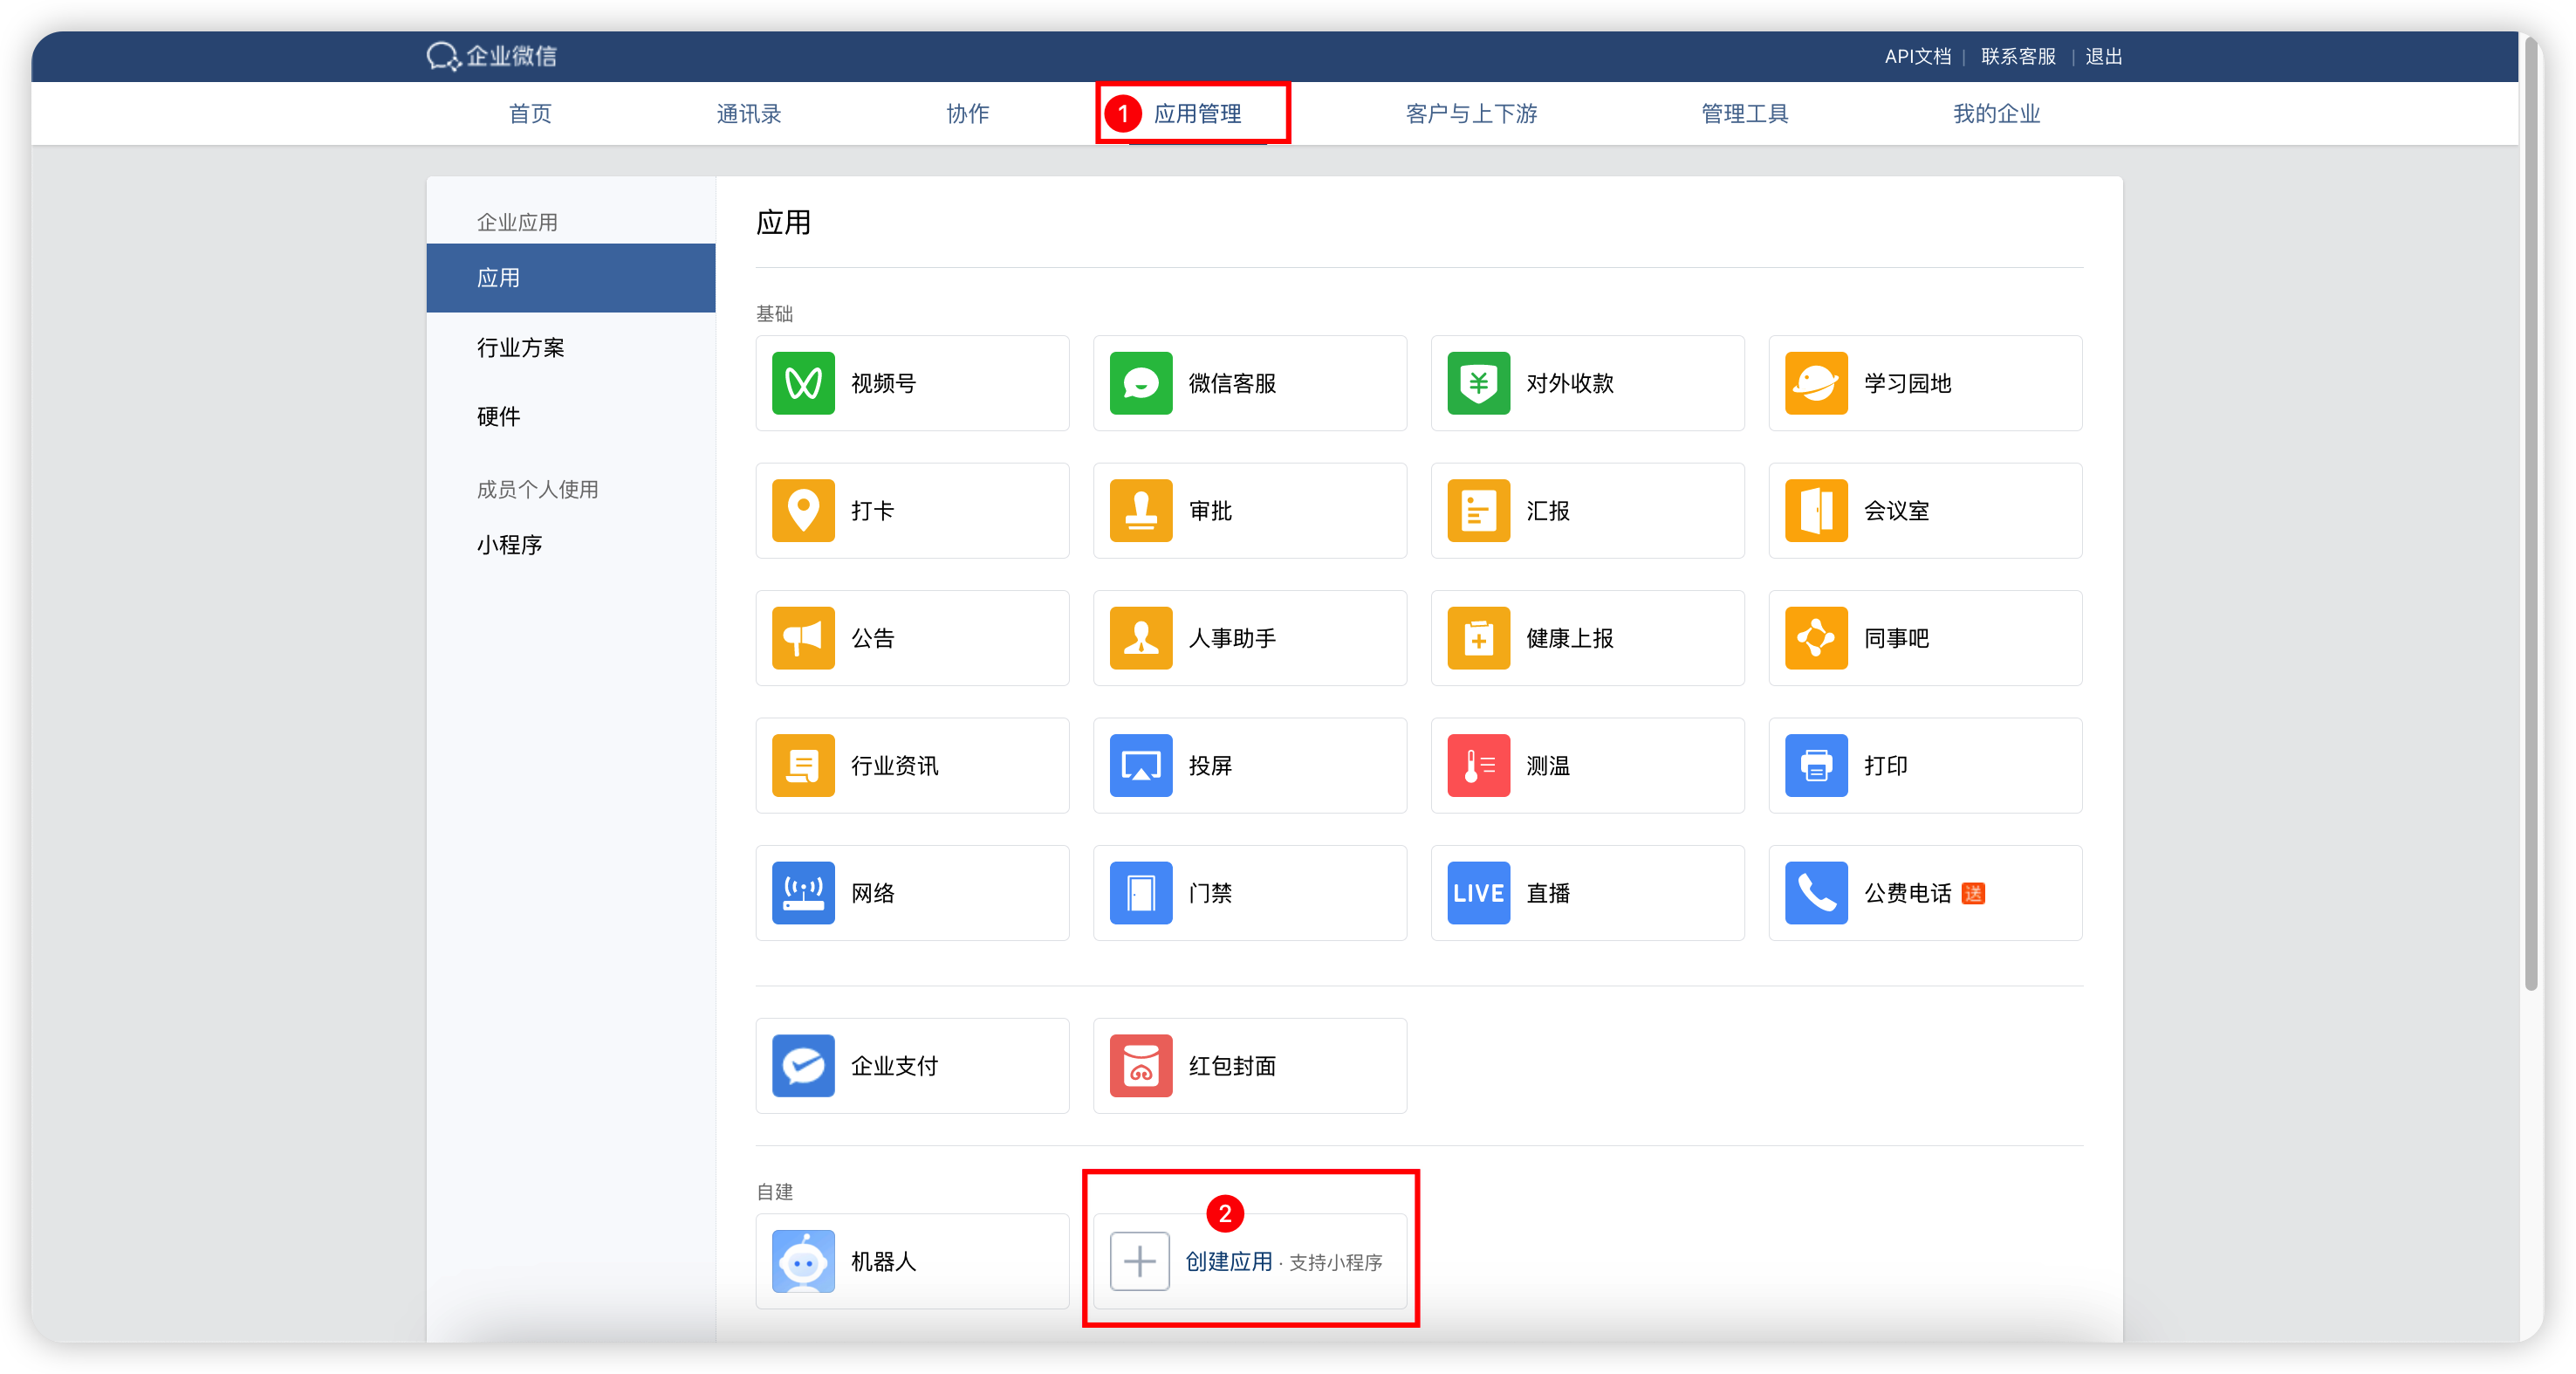 企业微信
API文档 | 联系客服 | 退出
首页 通讯录 协作 1 应用管理 客户与上下游 管理工具 我的企业
企业应用
应用
行业方案
硬件
成员个人使用
小程序
应用
基础
视频号 微信客服 对外收款 学习园地
打卡 审批 汇报 会议室
公告 人事助手 健康上报 同事吧
行业资讯 投屏 测温 打印
网络 门禁 LIVE 直播 公费电话 送
企业支付 红包封面
自建
2
机器人 创建应用 · 支持小程序